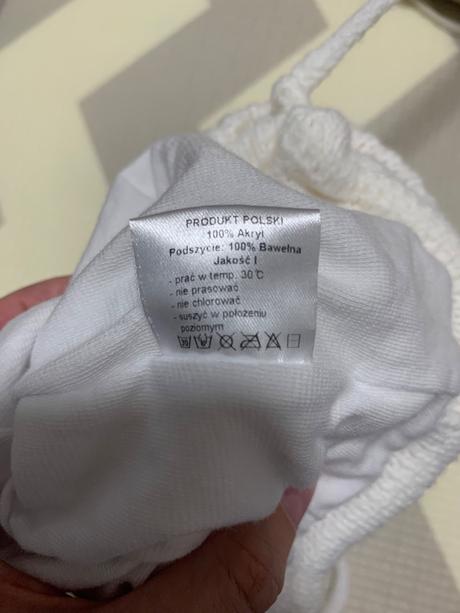 PRODUKT POLSKI
100% Akryl
Podszycie: 100% Bawełna
Jakość I
- prać w temp. 30°C
- nie prasować
- nie chlorować
- suszyć w położeniu
poziomym